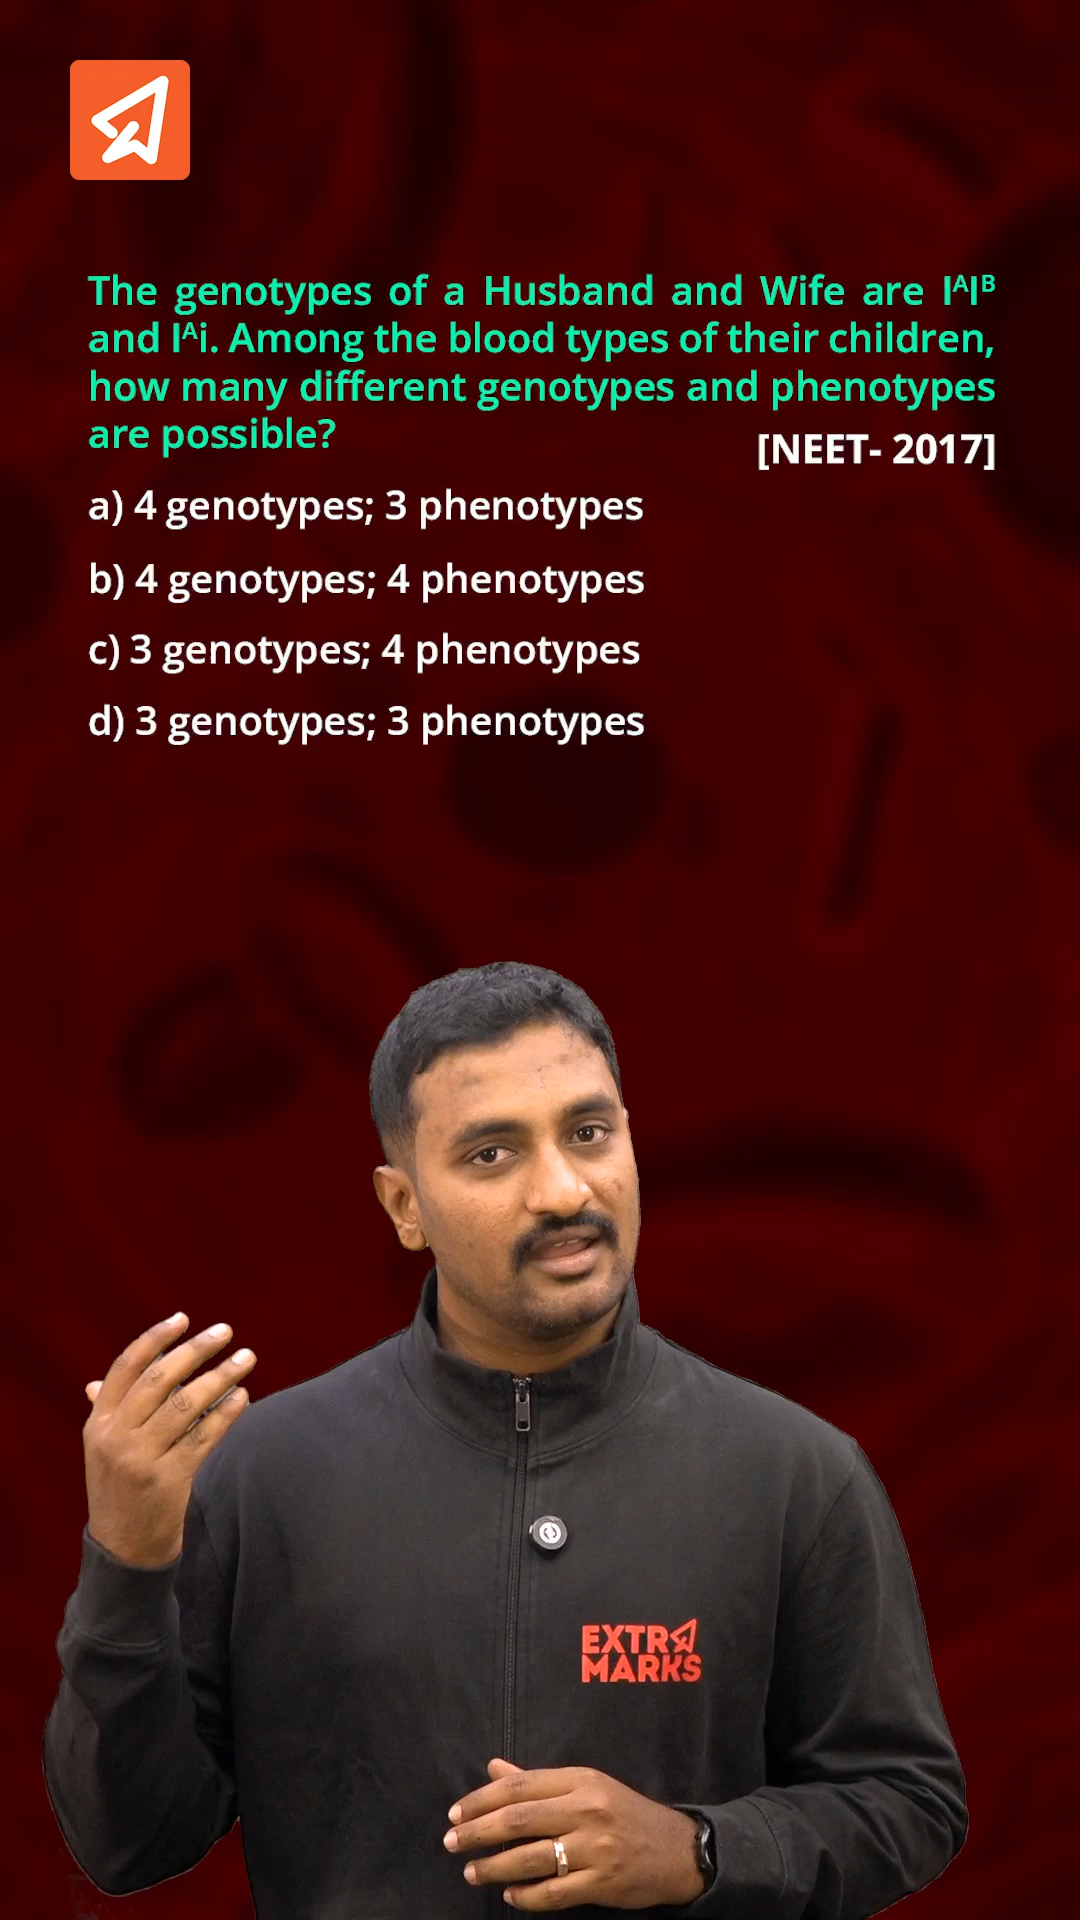 The genotypes of a Husband and Wife are IᴬIᴮ
and Iᴬi. Among the blood types of their children,
how many different genotypes and phenotypes
are possible?
[NEET- 2017]
a) 4 genotypes; 3 phenotypes
b) 4 genotypes; 4 phenotypes
c) 3 genotypes; 4 phenotypes
d) 3 genotypes; 3 phenotypes
EXTRA
MARKS